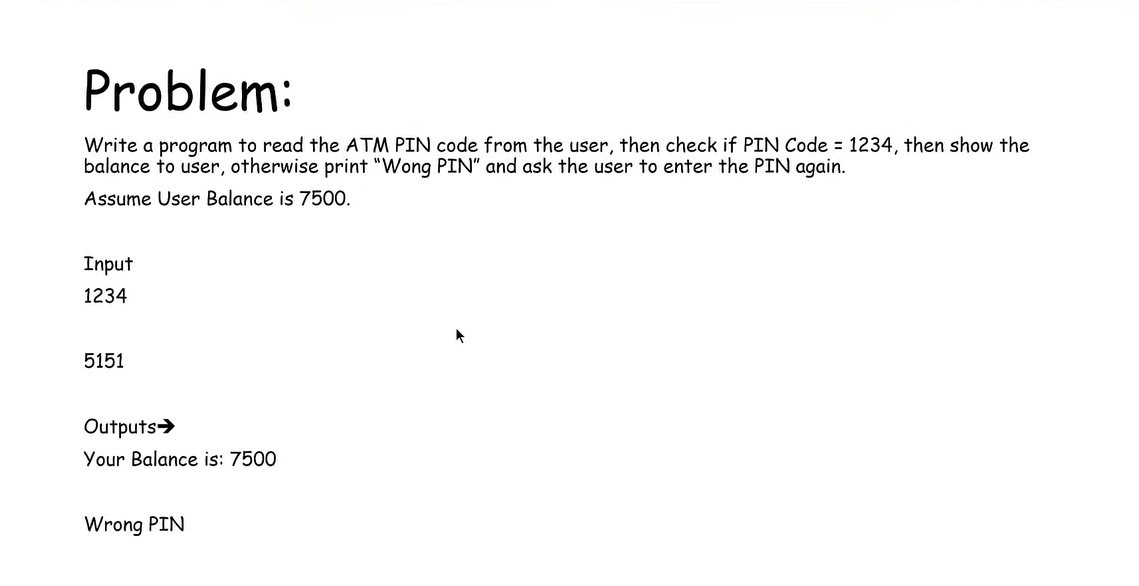 Problem:
Write a program to read the ATM PIN code from the user, then check if PIN Code = 1234, then show the
balance to user, otherwise print “Wong PIN” and ask the user to enter the PIN again.
Assume User Balance is 7500.
Input
1234
5151
Outputs➔
Your Balance is: 7500
Wrong PIN